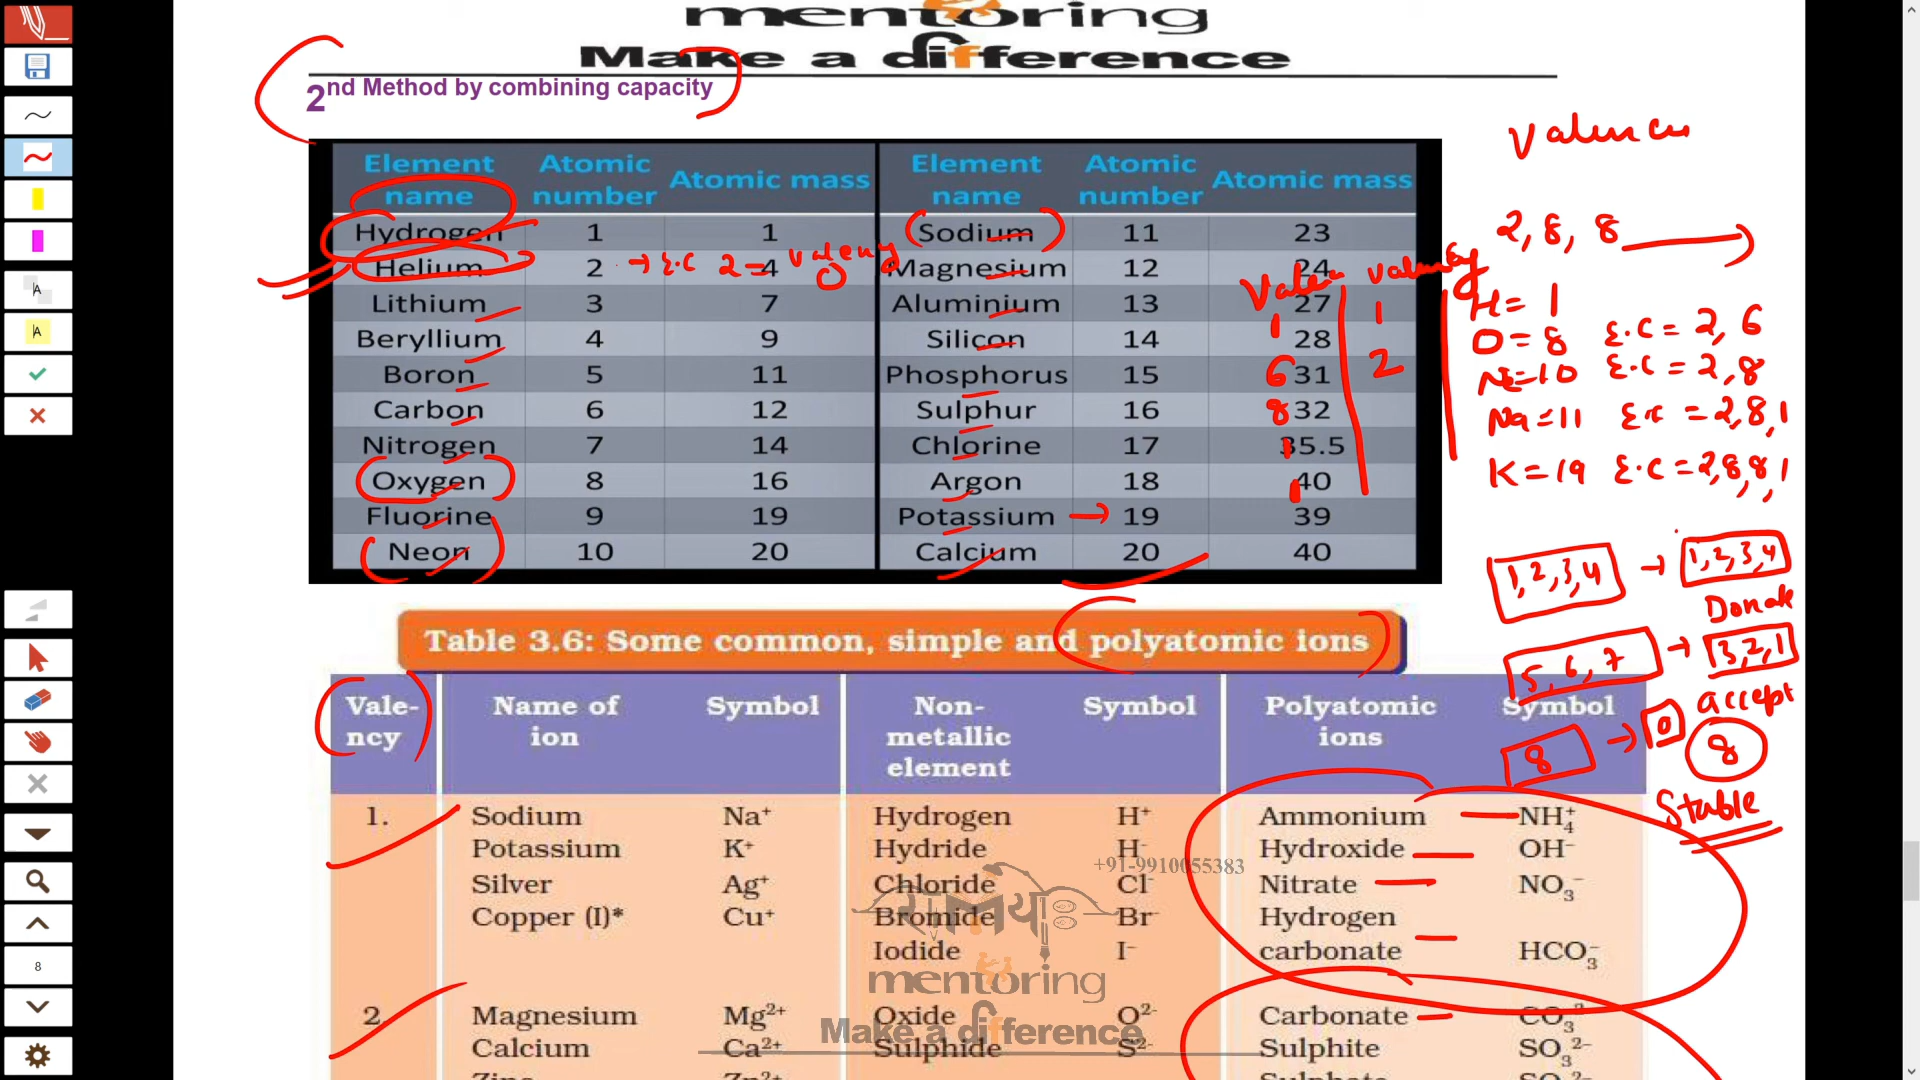 mentoring
Make a difference
2nd Method by combining capacity
Element name Atomic number Atomic mass Element name Atomic number Atomic mass
Hydrogen 1 1 Sodium 11 23
Helium 2 4 Magnesium 12 24
Lithium 3 7 Aluminium 13 27
Beryllium 4 9 Silicon 14 28
Boron 5 11 Phosphorus 15 31
Carbon 6 12 Sulphur 16 32
Nitrogen 7 14 Chlorine 17 35.5
Oxygen 8 16 Argon 18 40
Fluorine 9 19 Potassium 19 39
Neon 10 20 Calcium 20 40
→ E.C 2 = valency
0
valency
1 1
6 2
8
1
1
2, 8, 8
H = 1
O = 8 E.C = 2, 6
Ne=10 E.C = 2, 8
Na=11 E.C = 2,8,1
K = 19 E.C = 2,8,8,1
1,2,3,4 → 1,2,3,4
Donate
5, 6, 7 → 3,2,1
accept
8 → 0 8
Stable
Table 3.6: Some common, simple and polyatomic ions
Vale-ncy Name of ion Symbol Non-metallic element Symbol Polyatomic ions Symbol
1. Sodium Na⁺ Hydrogen H⁺ Ammonium NH₄⁺
Potassium K⁺ Hydride H⁻ Hydroxide OH⁻
Silver Ag⁺ Chloride Cl⁻ Nitrate NO₃⁻
Copper (I)* Cu⁺ Bromide Br⁻ Hydrogen
Iodide I⁻ carbonate HCO₃⁻
2. Magnesium Mg²⁺ Oxide O²⁻ Carbonate CO₃²⁻
Calcium Ca²⁺ Sulphide S²⁻ Sulphite SO₃²⁻
+91-9910055383
mentoring
Make a difference
8